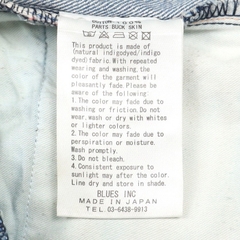 PARTS BUCK SKIN
This product is made of
(natural indigodyed/indigo
dyed)fabric. With repeated
wearing and washing, the
color of the garment will
fade pleasantly. Please be
aware of following.
1.The color may fade due to
washing or friction. Do not
wear, wash or dry with whites
or lighter colors.
2.The color may fade due to
perspiration or moisture.
Wash promptly.
3.Do not bleach.
4.Consistent exposure to
sunlight may alter the color.
Line dry and store in shade.
BLUES INC
MADE IN JAPAN
TEL. 03-6438-9913